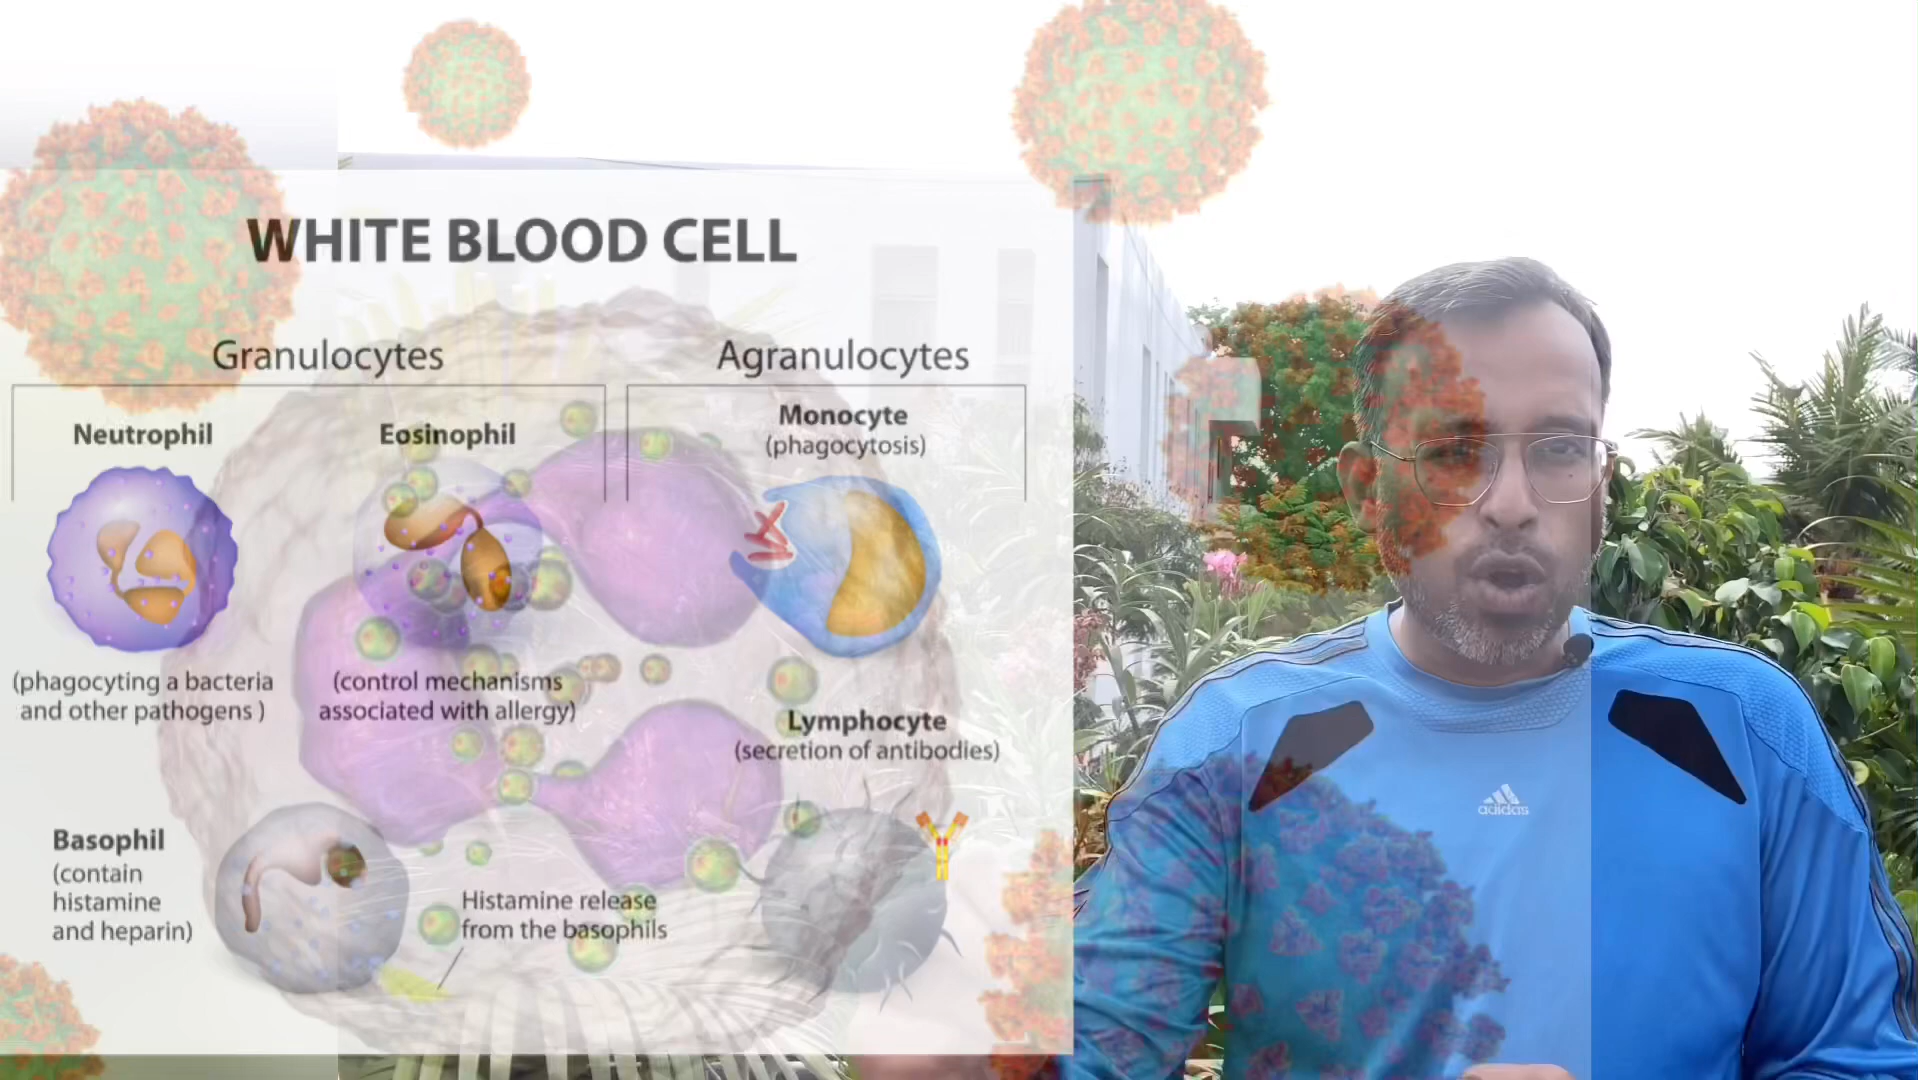 WHITE BLOOD CELL
Granulocytes
Agranulocytes
Neutrophil
Eosinophil
Monocyte
(phagocytosis)
(phagocyting a bacteria
and other pathogens )
(control mechanisms
associated with allergy)
Lymphocyte
(secretion of antibodies)
Basophil
(contain
histamine
and heparin)
Histamine release
from the basophils
adidas